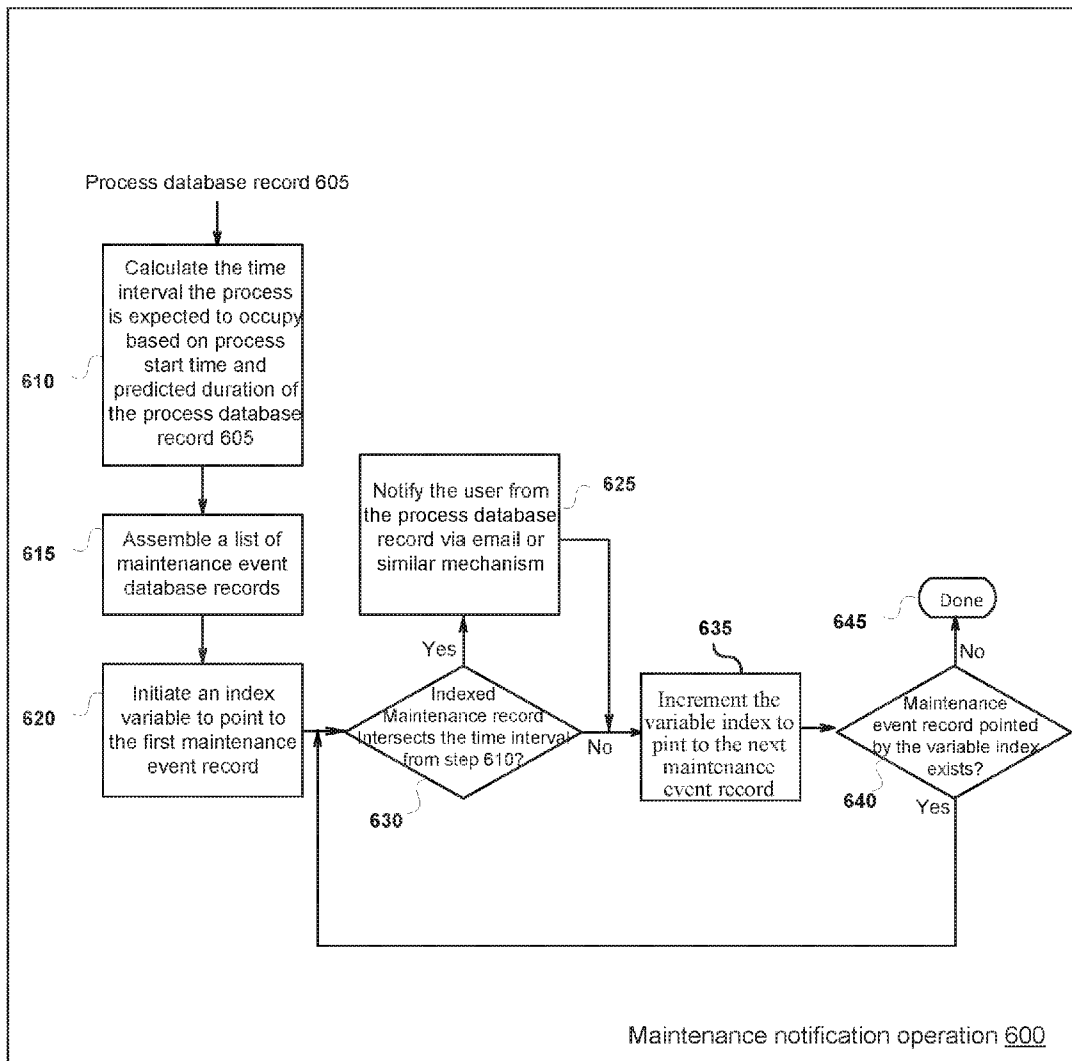 Process database record 605
Calculate the time
interval the process
is expected to occupy
based on process
start time and
predicted duration of
the process database
record 605
610
Assemble a list of
maintenance event
database records
615
Initiate an index
variable to point to
the first maintenance
event record
620
Notify the user from
the process database
record via email or
similar mechanism
625
Yes
Indexed
Maintenance record
intersects the time interval
from step 610?
No
630
635
Increment the
variable index to
pint to the next
maintenance
event record
Done
645
No
Maintenance
event record pointed
by the variable index
exists?
640
Yes
Maintenance notification operation 600